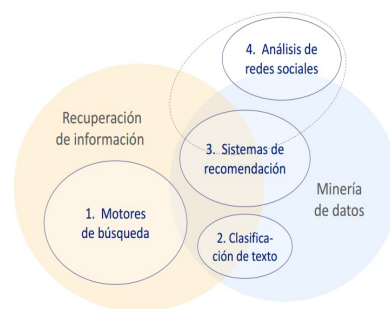 4. Análisis de
redes sociales
Recuperación
de información
3. Sistemas de
recomendación
Minería
de datos
1. Motores
de búsqueda
2. Clasifica-
ción de texto